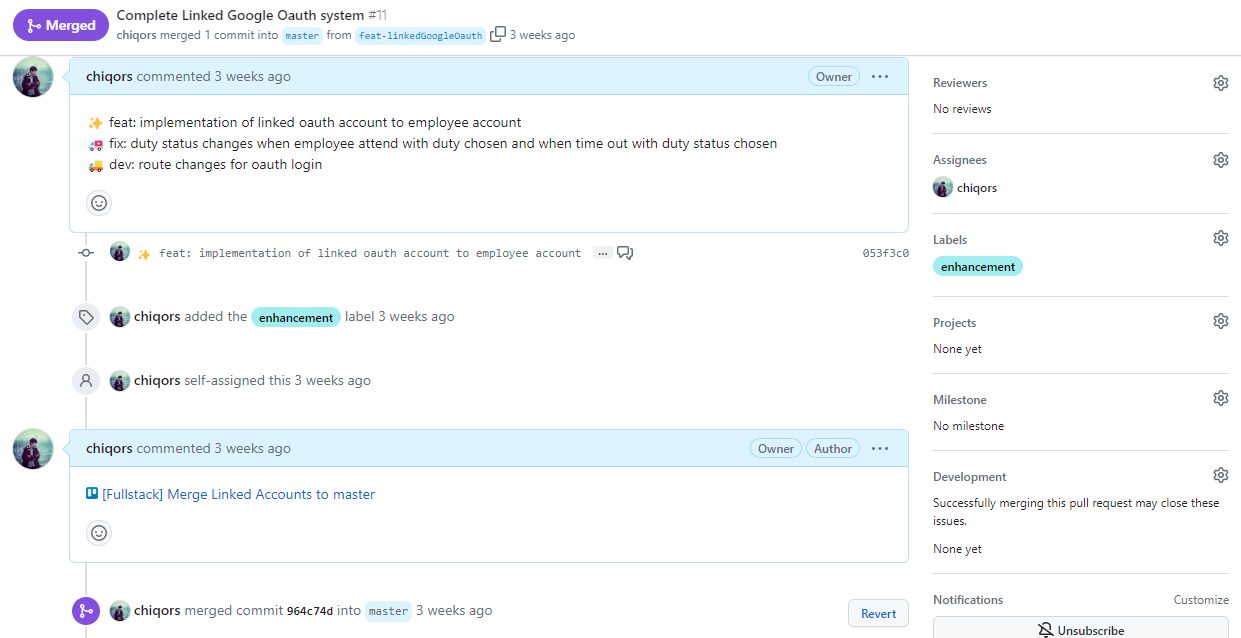 Merged
Complete Linked Google Oauth system #11
chiqors merged 1 commit into master from feat-linkedGoogleOauth 3 weeks ago
chiqors commented 3 weeks ago Owner ...
✨ feat: implementation of linked oauth account to employee account
🚑 fix: duty status changes when employee attend with duty chosen and when time out with duty status chosen
🚚 dev: route changes for oauth login
✨ feat: implementation of linked oauth account to employee account ... 053f3c0
chiqors added the enhancement label 3 weeks ago
chiqors self-assigned this 3 weeks ago
chiqors commented 3 weeks ago Owner Author ...
[Fullstack] Merge Linked Accounts to master
chiqors merged commit 964c74d into master 3 weeks ago Revert
Reviewers
No reviews
Assignees
chiqors
Labels
enhancement
Projects
None yet
Milestone
No milestone
Development
Successfully merging this pull request may close these
issues.
None yet
Notifications Customize
Unsubscribe